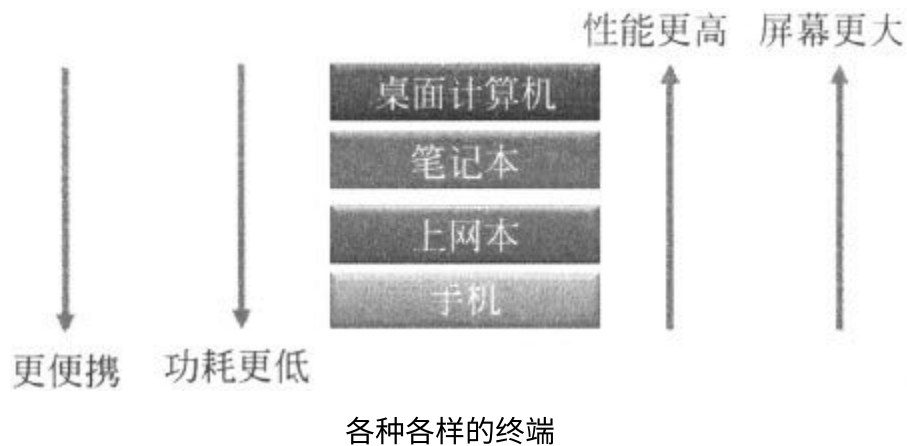 性能更高 屏幕更大
桌面计算机
笔记本
上网本
手机
更便携 功耗更低
各种各样的终端